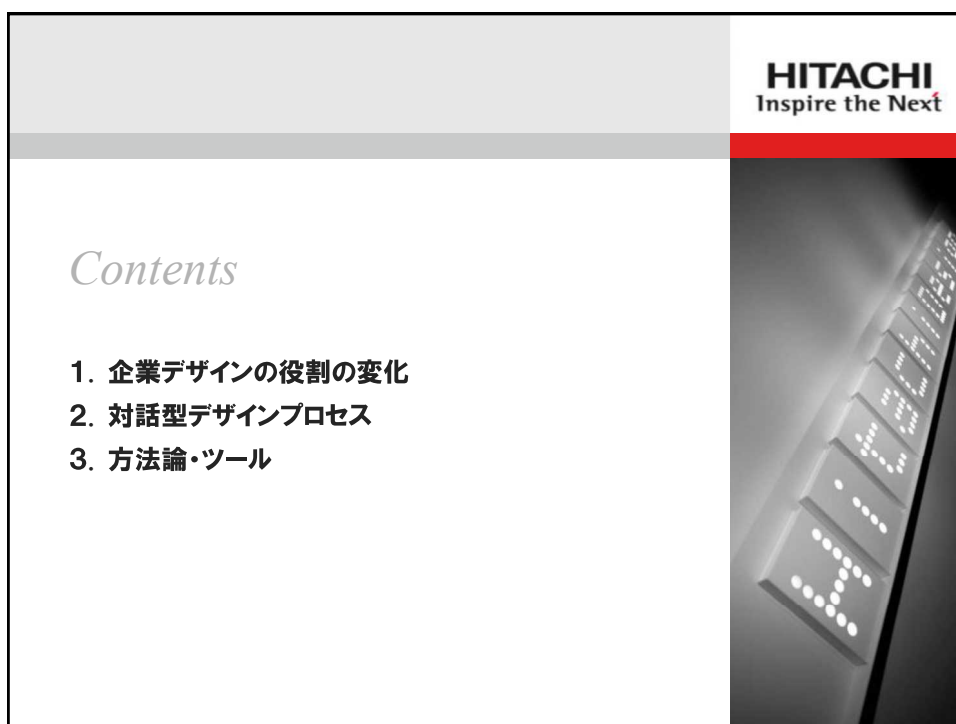 HITACHI
Inspire the Next
Contents
1. 企業デザインの役割の変化
2. 対話型デザインプロセス
3. 方法論・ツール